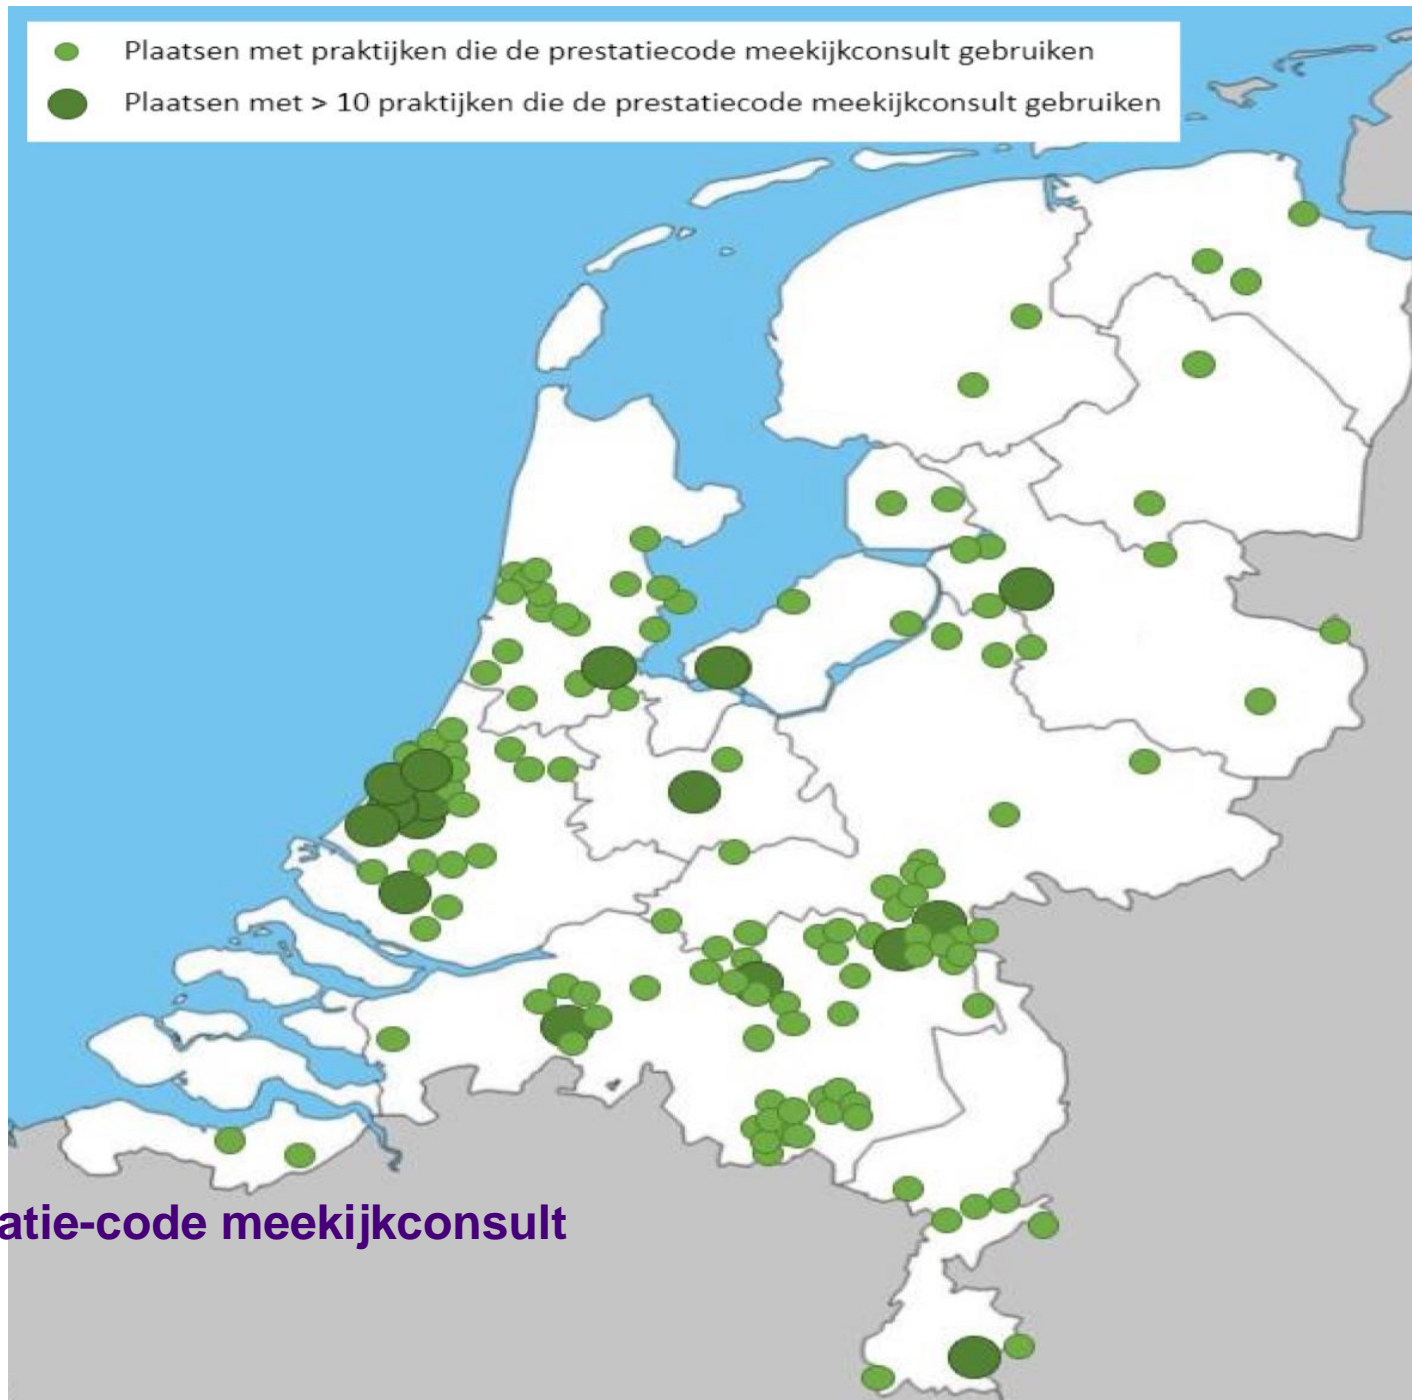 Plaatsen met praktijken die de prestatiecode meekijkconsult gebruiken
Plaatsen met > 10 praktijken die de prestatiecode meekijkconsult gebruiken
atie-code meekijkconsult